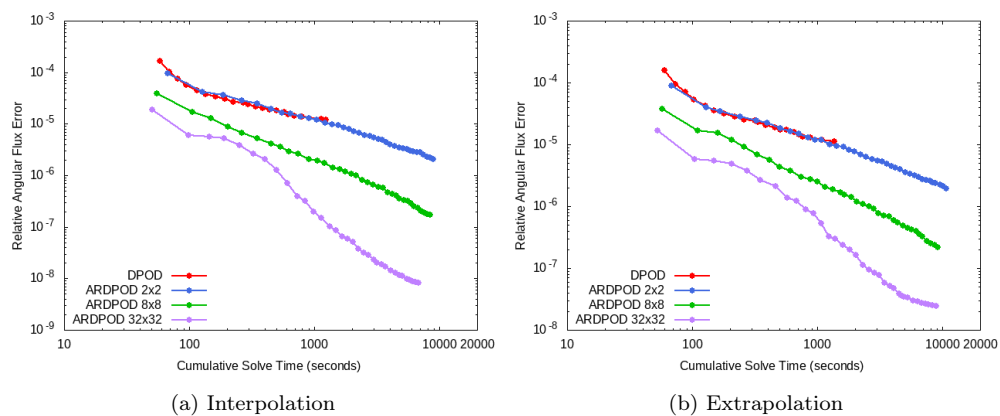 10^-3
10^-4
10^-5
10^-6
10^-7
10^-8
10^-9
Relative Angular Flux Error
DPOD
ARDPOD 2x2
ARDPOD 8x8
ARDPOD 32x32
10 100 1000 10000 20000
Cumulative Solve Time (seconds)
(a) Interpolation
10^-3
10^-4
10^-5
10^-6
10^-7
10^-8
Relative Angular Flux Error
DPOD
ARDPOD 2x2
ARDPOD 8x8
ARDPOD 32x32
10 100 1000 10000 20000
Cumulative Solve Time (seconds)
(b) Extrapolation